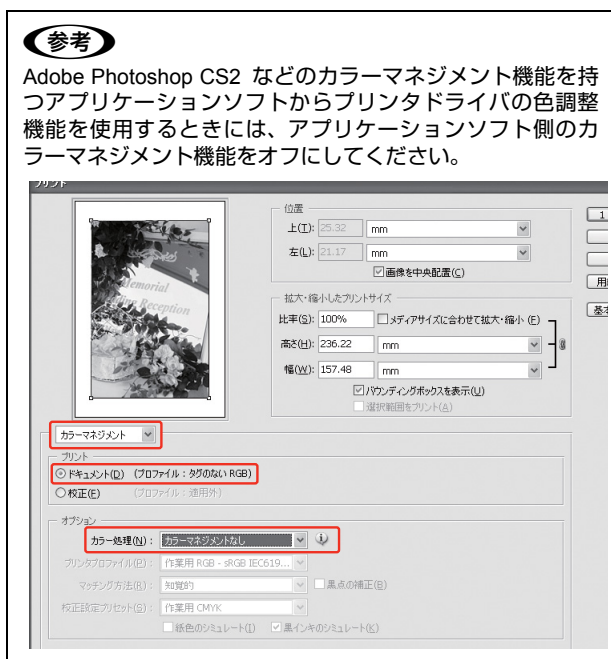 参考
Adobe Photoshop CS2 などのカラーマネジメント機能を持
つアプリケーションソフトからプリンタドライバの色調整
機能を使用するときには、アプリケーションソフト側のカ
ラーマネジメント機能をオフにしてください。
プリント
Memorial
Reception
位置
上(T): 25.32 mm
左(L): 21.17 mm
画像を中央配置(C)
拡大・縮小したプリントサイズ
比率(S): 100% メディアサイズに合わせて拡大・縮小 (F)
高さ(H): 236.22 mm
幅(W): 157.48 mm
バウンディングボックスを表示(U)
選択範囲をプリント(A)
1
用
基本
カラーマネジメント
プリント
ドキュメント(D) (プロファイル : タグのない RGB)
校正(E) (プロファイル : 適用外)
オプション
カラー処理(N) : カラーマネジメントなし
プリンタプロファイル(P) : 作業用 RGB - sRGB IEC619...
マッチング方法(R) : 知覚的 黒点の補正(B)
校正設定プリセット(S) : 作業用 CMYK
紙色のシミュレート(I) 黒インキのシミュレート(K)